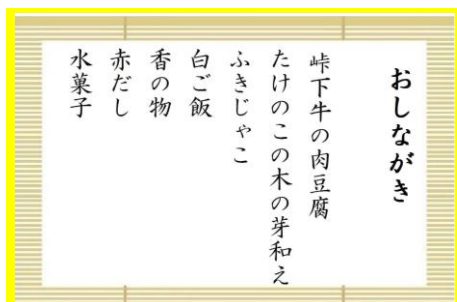 おしながき
峠下牛の肉豆腐
たけのこの木の芽和え
ふきじゃこ
白ご飯
香の物
赤だし
水菓子